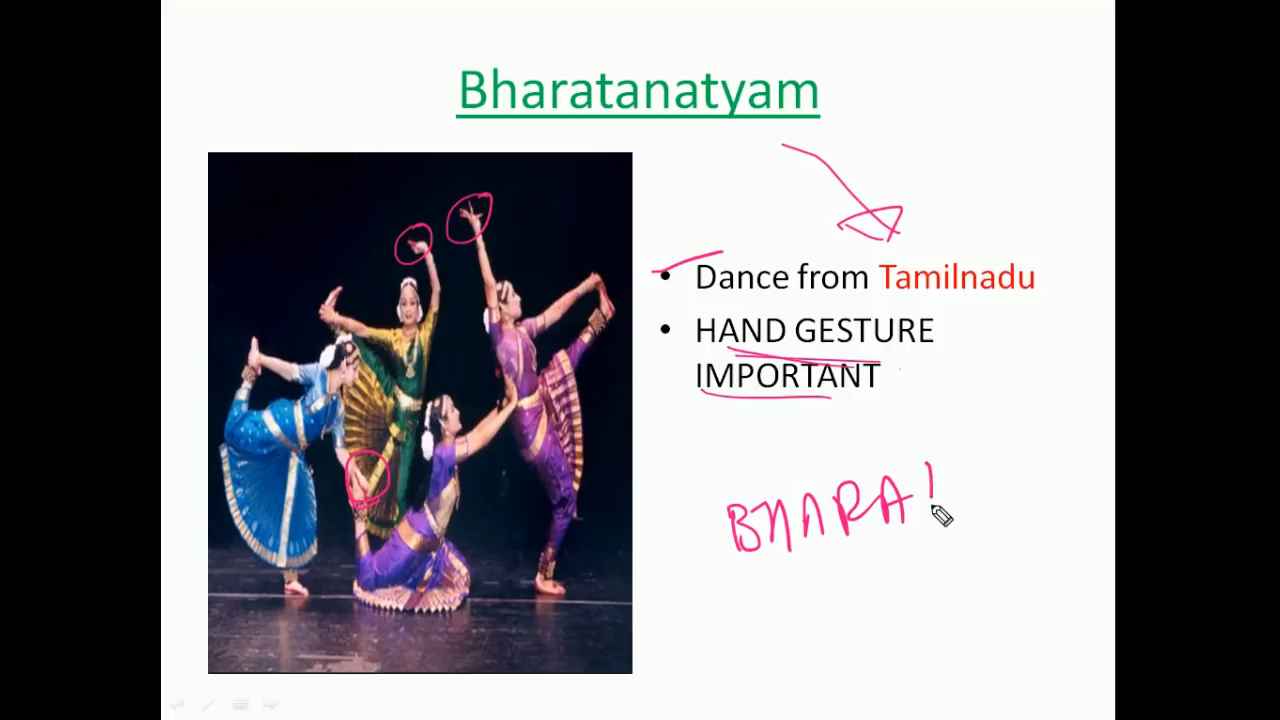 Bharatanatyam
• Dance from Tamilnadu
• HAND GESTURE
IMPORTANT
BHARA